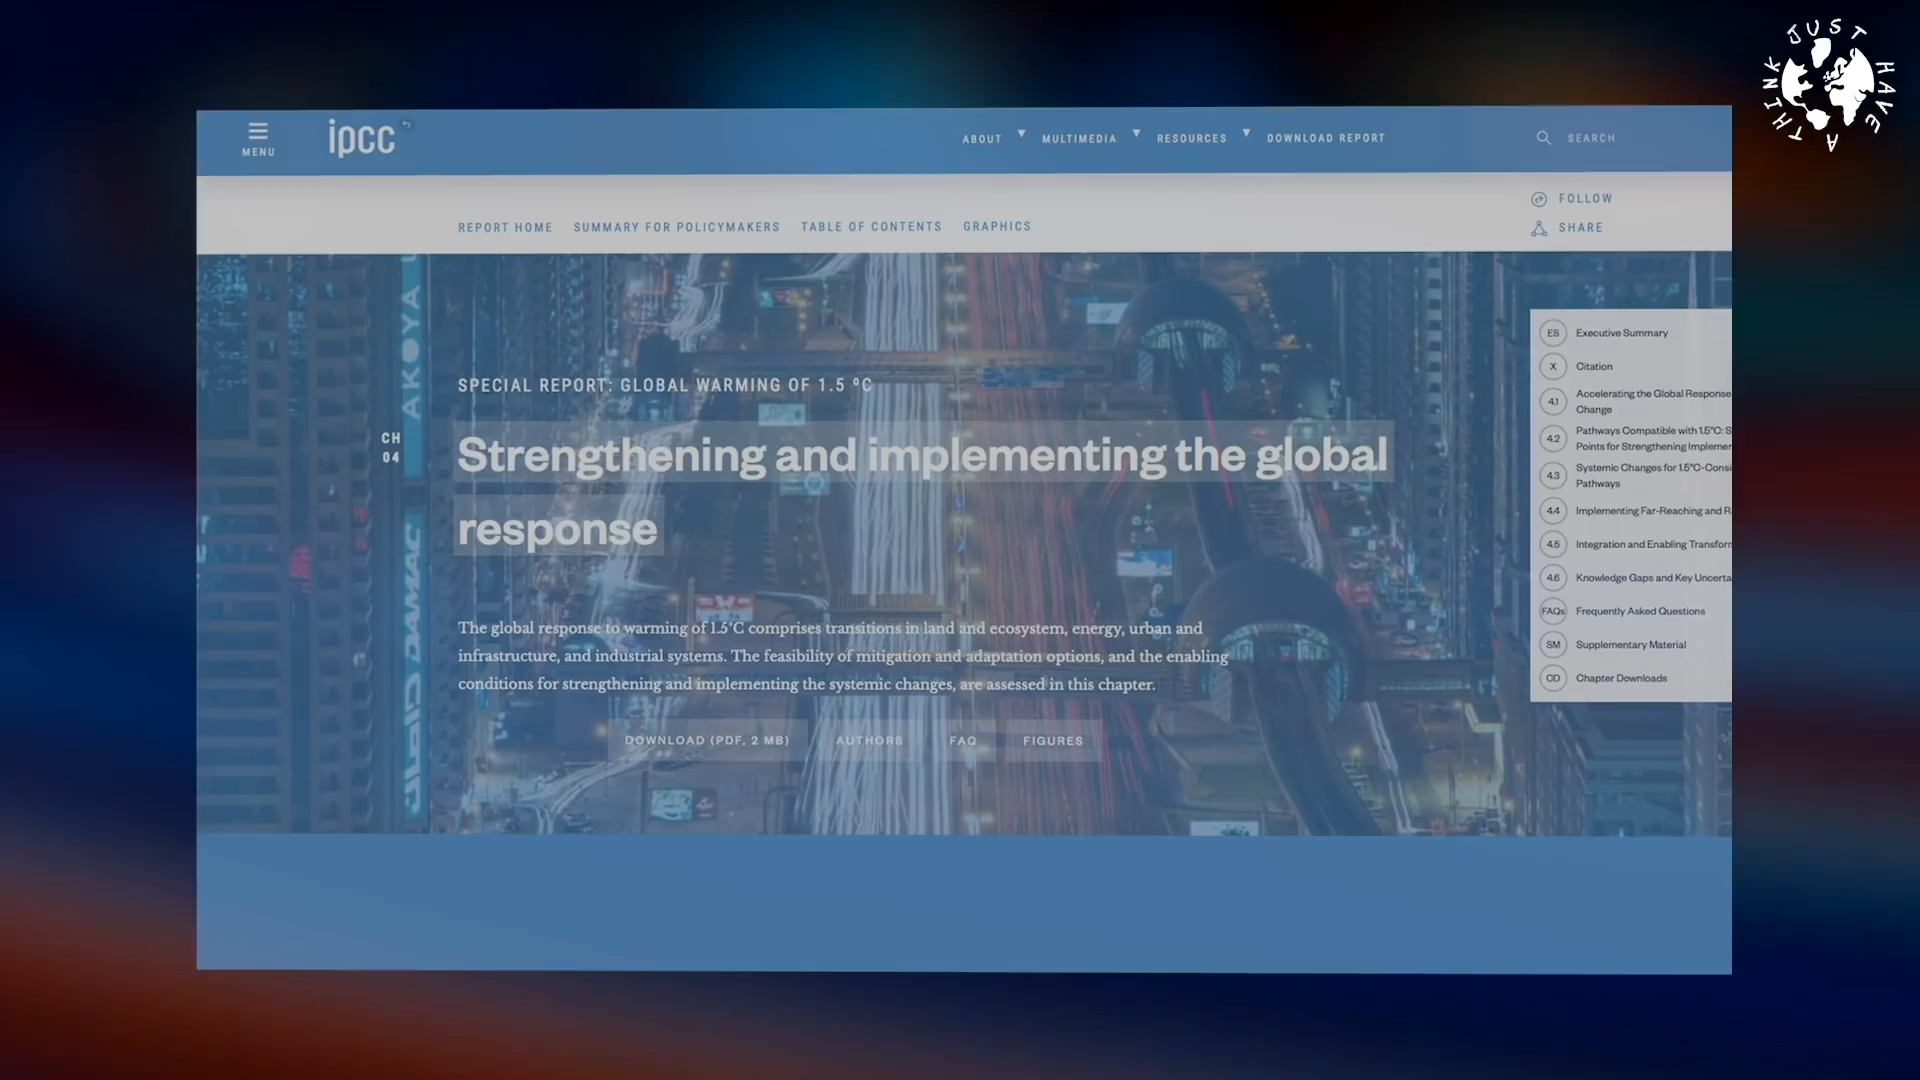 JUST HAVE A THINK
MENU
ipcc
ABOUT
MULTIMEDIA
RESOURCES
DOWNLOAD REPORT
SEARCH
FOLLOW
SHARE
REPORT HOME
SUMMARY FOR POLICYMAKERS
TABLE OF CONTENTS
GRAPHICS
AKOYA
DAMAC
SPECIAL REPORT: GLOBAL WARMING OF 1.5 ºC
CH
04
Strengthening and implementing the global
response
The global response to warming of 1.5°C comprises transitions in land and ecosystem, energy, urban and
infrastructure, and industrial systems. The feasibility of mitigation and adaptation options, and the enabling
conditions for strengthening and implementing the systemic changes, are assessed in this chapter.
DOWNLOAD (PDF, 2 MB)
AUTHORS
FAQ
FIGURES
ES Executive Summary
X Citation
4.1 Accelerating the Global Response
Change
4.2 Pathways Compatible with 1.5°C: S
Points for Strengthening Implemen
4.3 Systemic Changes for 1.5°C-Consi
Pathways
4.4 Implementing Far-Reaching and R
4.5 Integration and Enabling Transforn
4.6 Knowledge Gaps and Key Uncerta
FAQs Frequently Asked Questions
SM Supplementary Material
CD Chapter Downloads